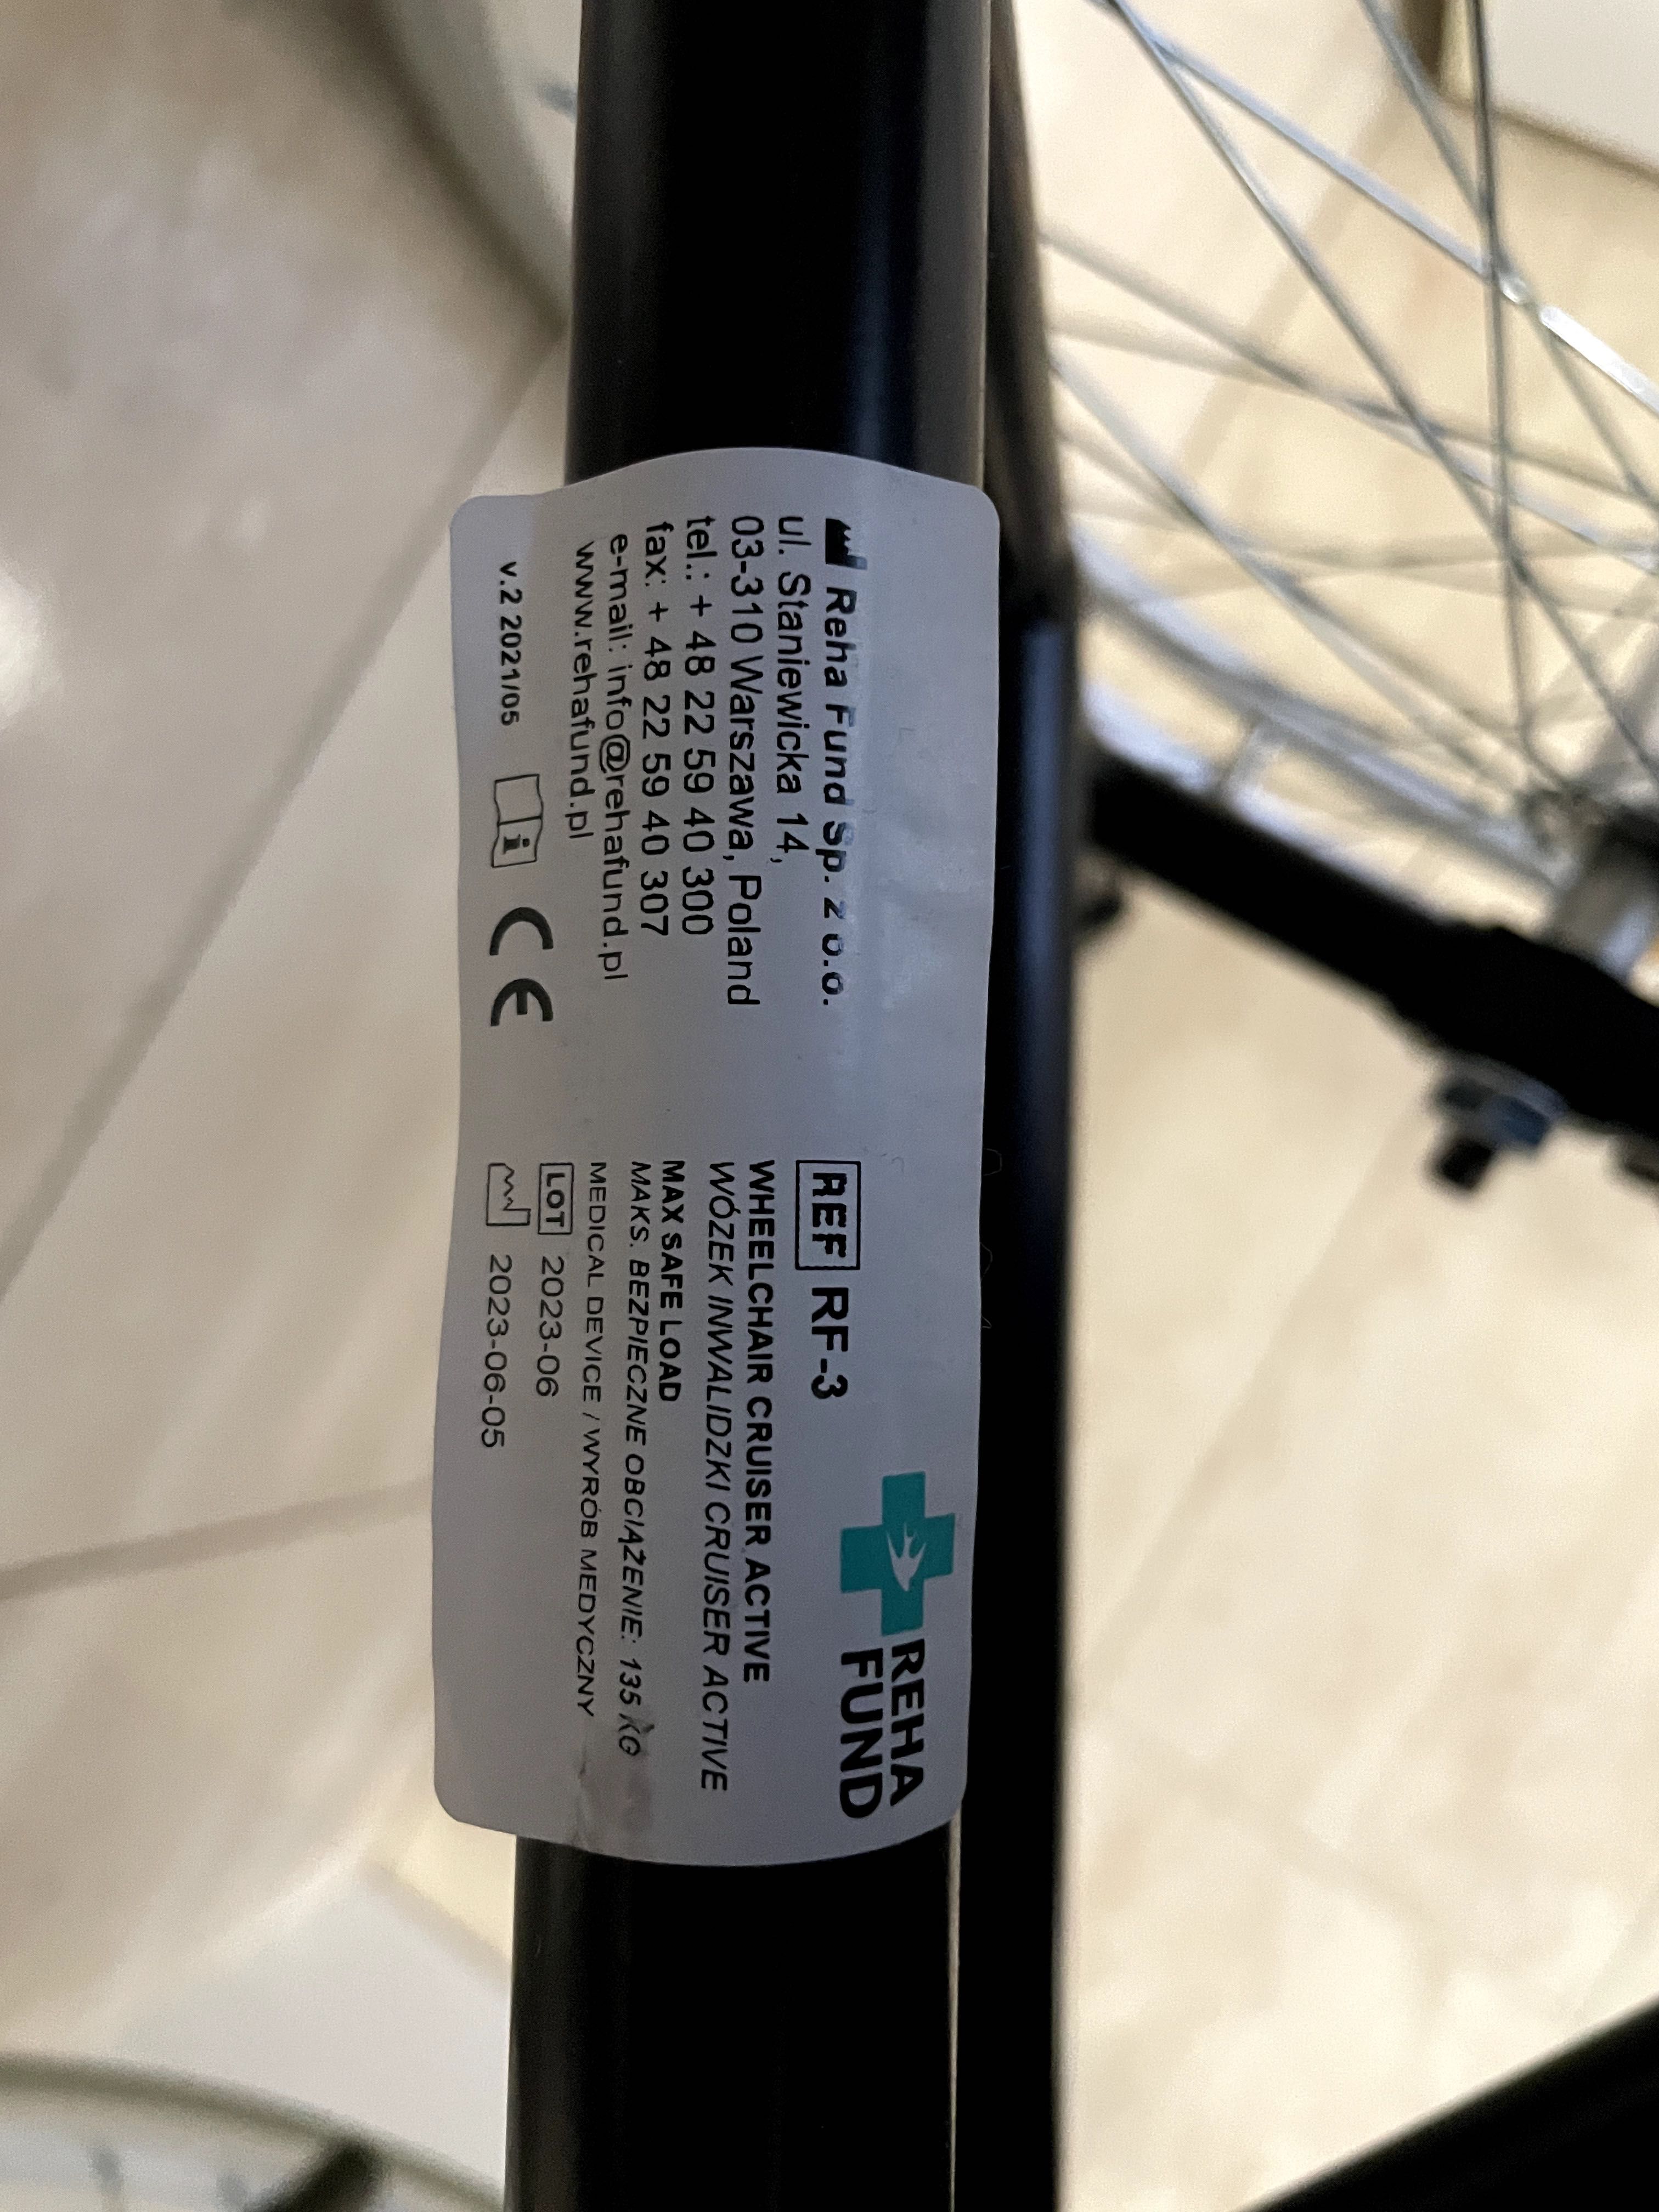 Reha Fund Sp. z o.o.
ul. Staniewicka 14,
03-310 Warszawa, Poland
tel.: + 48 22 59 40 300
fax: + 48 22 59 40 307
e-mail: info@rehafund.pl
www.rehafund.pl
v.2 2021/05
i
CE
REHA
FUND
REF RF-3
WHEELCHAIR CRUISER ACTIVE
WÓZEK INWALIDZKI CRUISER ACTIVE
MAX SAFE LOAD
MAKS. BEZPIECZNE OBCIĄŻENIE: 135 KG
MEDICAL DEVICE / WYRÓB MEDYCZNY
LOT 2023-06
2023-06-05